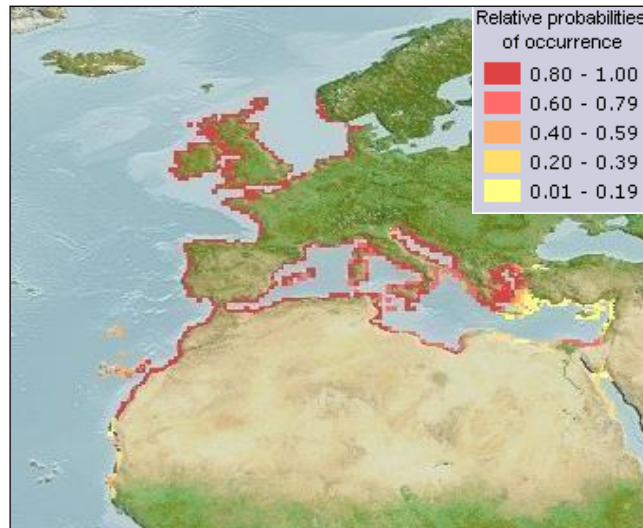 Relative probabilities
of occurrence
0.80 - 1.00
0.60 - 0.79
0.40 - 0.59
0.20 - 0.39
0.01 - 0.19